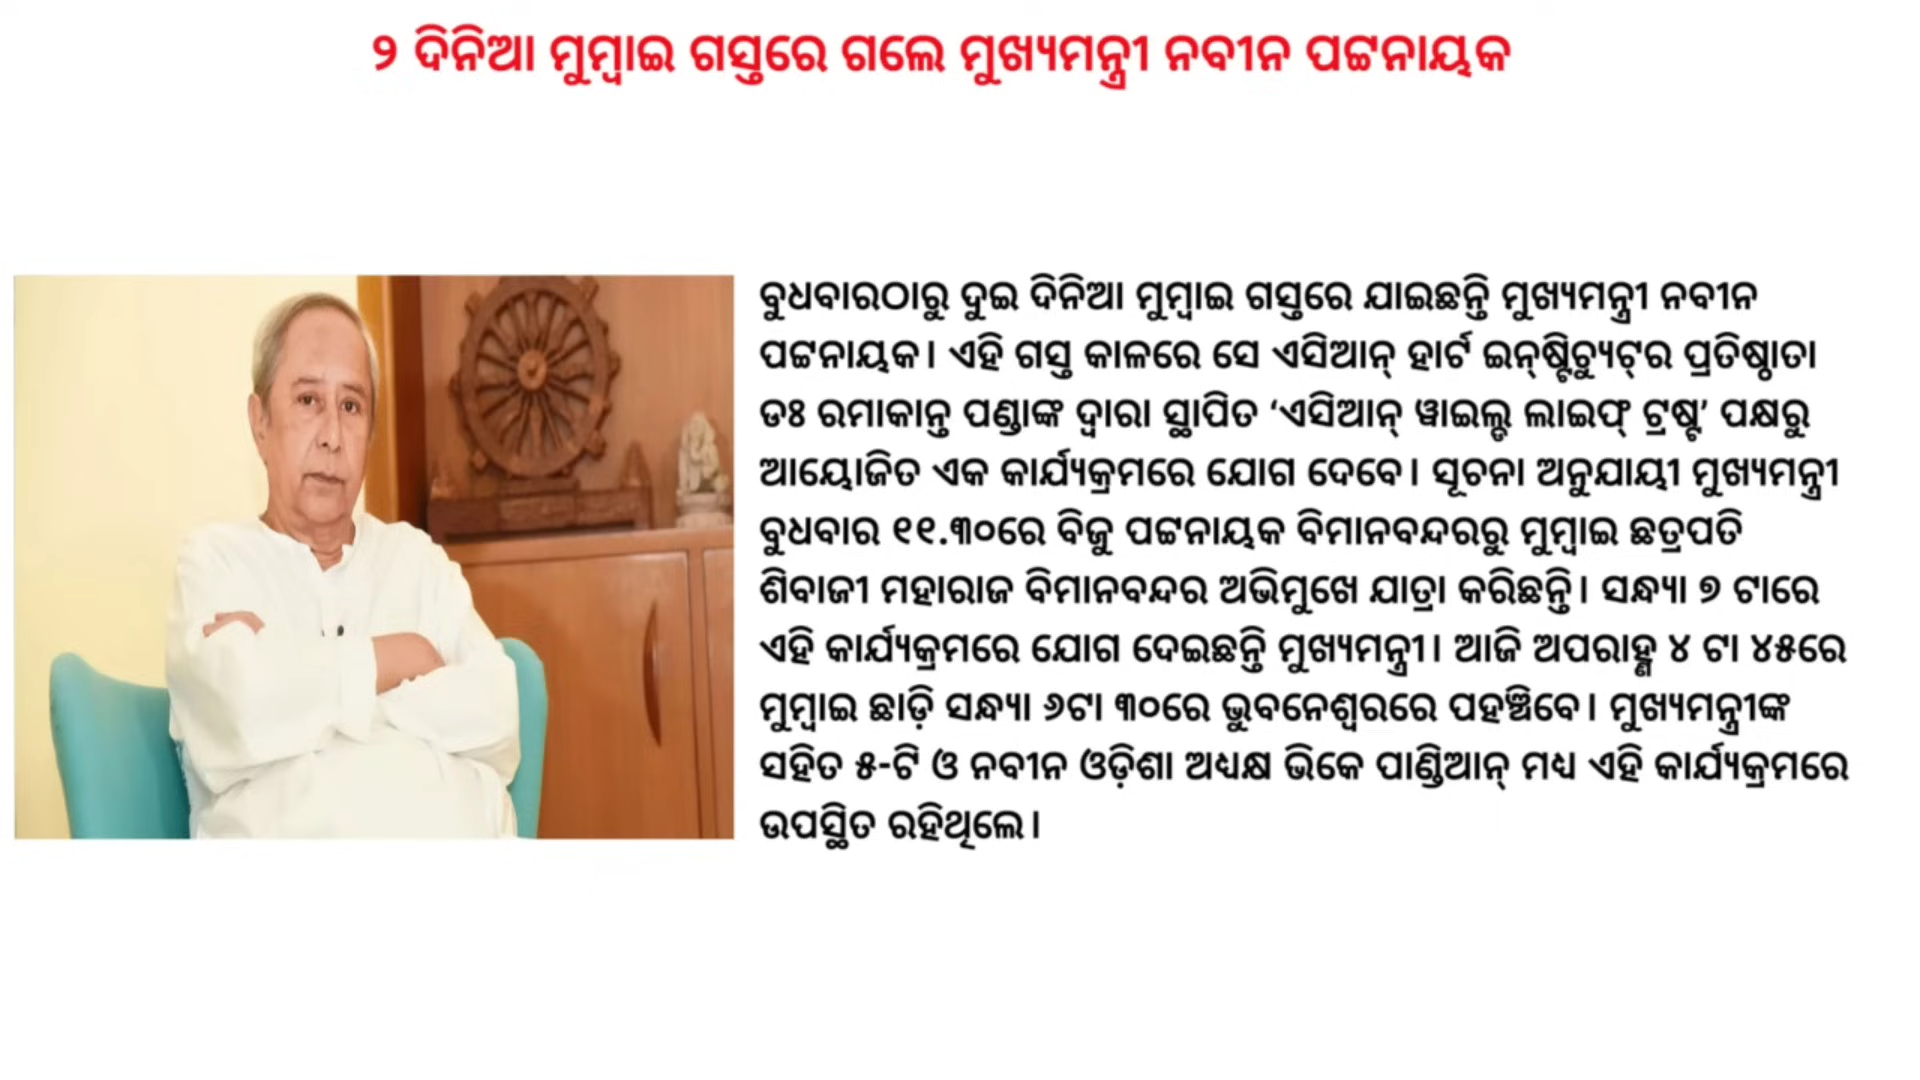 ୨ ଦିନିଆ ମୁମ୍ବାଇ ଗସ୍ତରେ ଗଲେ ମୁଖ୍ୟମନ୍ତ୍ରୀ ନବୀନ ପଟ୍ଟନାୟକ
ବୁଧବାରଠାରୁ ଦୁଇ ଦିନିଆ ମୁମ୍ବାଇ ଗସ୍ତରେ ଯାଇଛନ୍ତି ମୁଖ୍ୟମନ୍ତ୍ରୀ ନବୀନ
ପଟ୍ଟନାୟକ। ଏହି ଗସ୍ତ କାଳରେ ସେ ଏସିଆନ୍ ହାର୍ଟ ଇନ୍‌ଷ୍ଟିଚ୍ୟୁଟ୍‌ର ପ୍ରତିଷ୍ଠାତା
ଡଃ ରମାକାନ୍ତ ପଣ୍ଡାଙ୍କ ଦ୍ୱାରା ସ୍ଥାପିତ ‘ଏସିଆନ୍ ୱାଇଲ୍ଡ ଲାଇଫ୍ ଟ୍ରଷ୍ଟ’ ପକ୍ଷରୁ
ଆୟୋଜିତ ଏକ କାର୍ଯ୍ୟକ୍ରମରେ ଯୋଗ ଦେବେ। ସୂଚନା ଅନୁଯାୟୀ ମୁଖ୍ୟମନ୍ତ୍ରୀ
ବୁଧବାର ୧୧.୩୦ରେ ବିଜୁ ପଟ୍ଟନାୟକ ବିମାନବନ୍ଦରରୁ ମୁମ୍ବାଇ ଛତ୍ରପତି
ଶିବାଜୀ ମହାରାଜ ବିମାନବନ୍ଦର ଅଭିମୁଖେ ଯାତ୍ରା କରିଛନ୍ତି। ସନ୍ଧ୍ୟା ୭ ଟାରେ
ଏହି କାର୍ଯ୍ୟକ୍ରମରେ ଯୋଗ ଦେଇଛନ୍ତି ମୁଖ୍ୟମନ୍ତ୍ରୀ। ଆଜି ଅପରାହ୍ଣ ୪ ଟା ୪୫ରେ
ମୁମ୍ବାଇ ଛାଡ଼ି ସନ୍ଧ୍ୟା ୬ଟା ୩୦ରେ ଭୁବନେଶ୍ୱରରେ ପହଞ୍ଚିବେ। ମୁଖ୍ୟମନ୍ତ୍ରୀଙ୍କ
ସହିତ ୫-ଟି ଓ ନବୀନ ଓଡ଼ିଶା ଅଧ୍ୟକ୍ଷ ଭିକେ ପାଣ୍ଡିଆନ୍ ମଧ୍ୟ ଏହି କାର୍ଯ୍ୟକ୍ରମରେ
ଉପସ୍ଥିତ ରହିଥିଲେ।